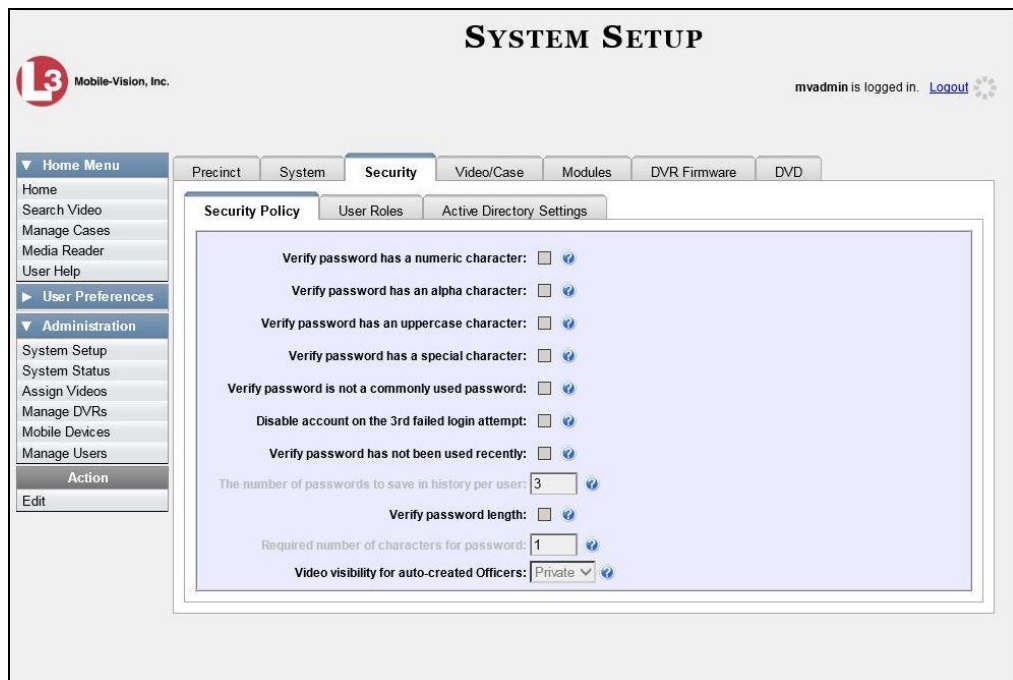 SYSTEM SETUP
L3 Mobile-Vision, Inc.
mvadmin is logged in. Logout
Home Menu
Home
Search Video
Manage Cases
Media Reader
User Help
User Preferences
Administration
System Setup
System Status
Assign Videos
Manage DVRs
Mobile Devices
Manage Users
Action
Edit
Precinct System Security Video/Case Modules DVR Firmware DVD
Security Policy User Roles Active Directory Settings
Verify password has a numeric character: ?
Verify password has an alpha character: ?
Verify password has an uppercase character: ?
Verify password has a special character: ?
Verify password is not a commonly used password: ?
Disable account on the 3rd failed login attempt: ?
Verify password has not been used recently: ?
The number of passwords to save in history per user: 3 ?
Verify password length: ?
Required number of characters for password: 1 ?
Video visibility for auto-created Officers: Private ?